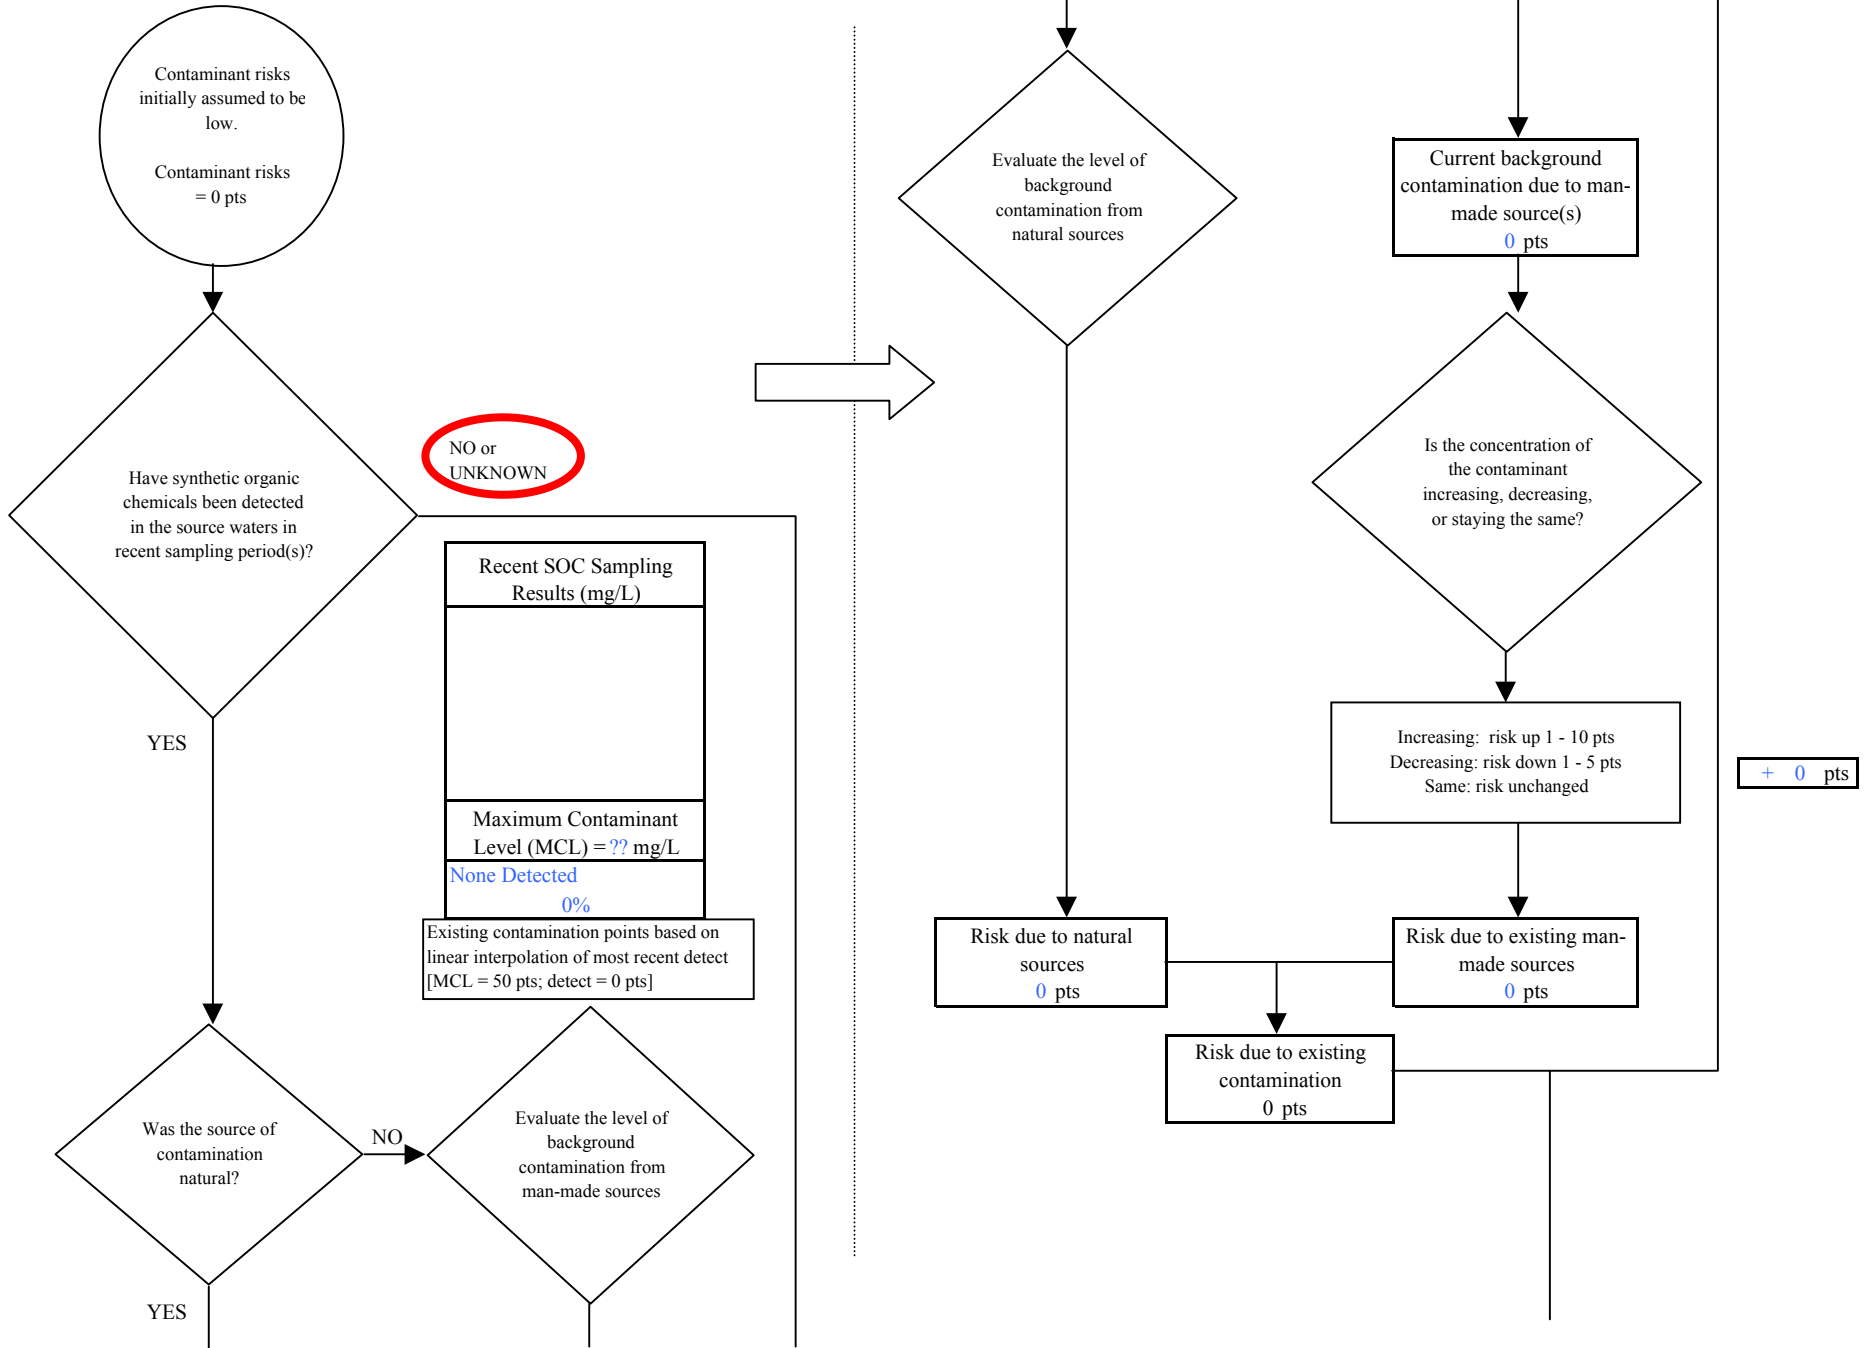 Contaminant risks
initially assumed to be
low.
Contaminant risks
= 0 pts
Have synthetic organic
chemicals been detected
in the source waters in
recent sampling period(s)?
NO or
UNKNOWN
YES
Recent SOC Sampling
Results (mg/L)
Maximum Contaminant
Level (MCL) = ?? mg/L
None Detected
0%
Existing contamination points based on
linear interpolation of most recent detect
[MCL = 50 pts; detect = 0 pts]
Was the source of
contamination
natural?
NO
YES
Evaluate the level of
background
contamination from
man-made sources
Evaluate the level of
background
contamination from
natural sources
Current background
contamination due to man-
made source(s)
0 pts
Is the concentration of
the contaminant
increasing, decreasing,
or staying the same?
Increasing: risk up 1 - 10 pts
Decreasing: risk down 1 - 5 pts
Same: risk unchanged
+ 0 pts
Risk due to natural
sources
0 pts
Risk due to existing man-
made sources
0 pts
Risk due to existing
contamination
0 pts